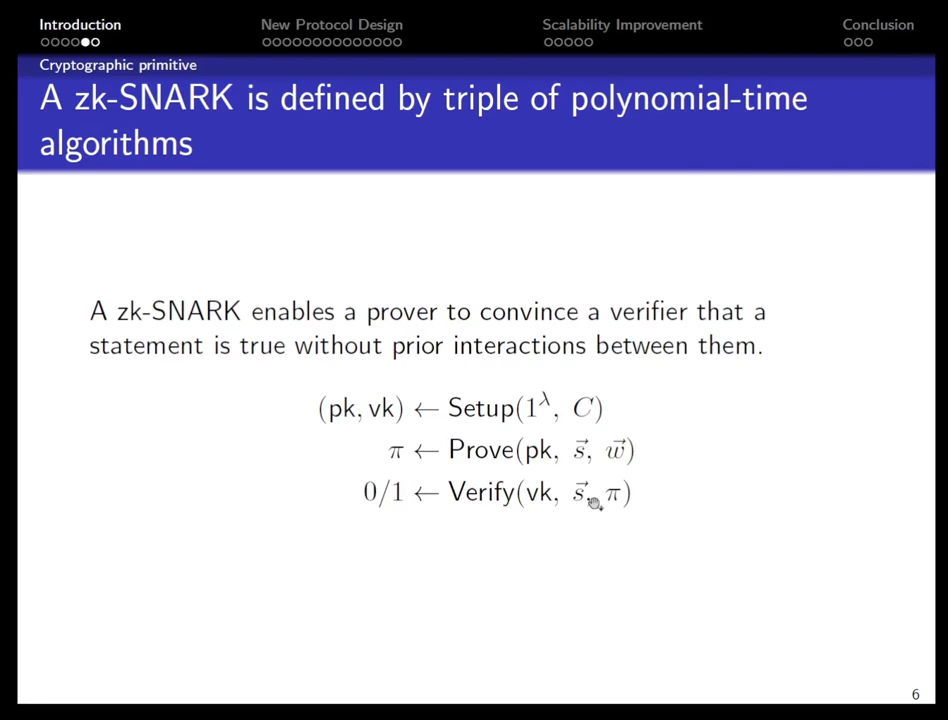 Introduction
New Protocol Design
Scalability Improvement
Conclusion
Cryptographic primitive
A zk-SNARK is defined by triple of polynomial-time
algorithms
A zk-SNARK enables a prover to convince a verifier that a
statement is true without prior interactions between them.
(pk, vk) ← Setup(1^λ, C)
π ← Prove(pk, s⃗, w⃗)
0/1 ← Verify(vk, s⃗, π)
6